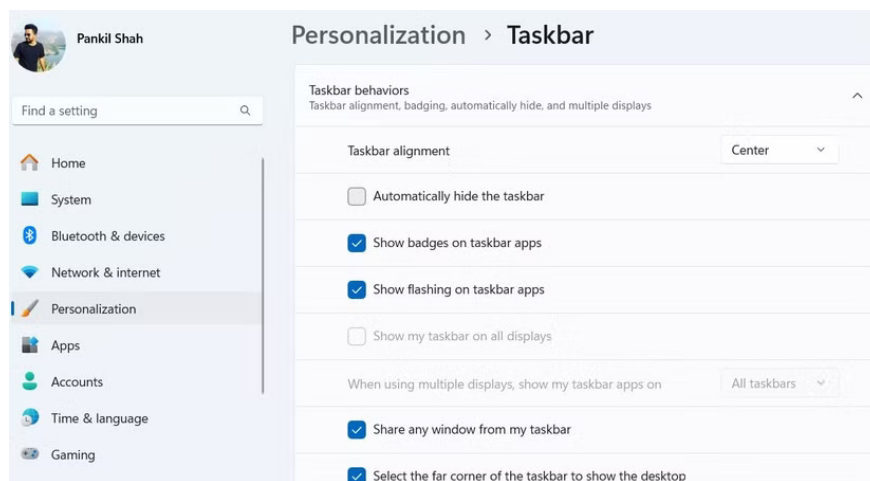 Pankil Shah
Find a setting
Home
System
Bluetooth & devices
Network & internet
Personalization
Apps
Accounts
Time & language
Gaming
Personalization > Taskbar
Taskbar behaviors
Taskbar alignment, badging, automatically hide, and multiple displays
Taskbar alignment Center
Automatically hide the taskbar
Show badges on taskbar apps
Show flashing on taskbar apps
Show my taskbar on all displays
When using multiple displays, show my taskbar apps on All taskbars
Share any window from my taskbar
Select the far corner of the taskbar to show the desktop